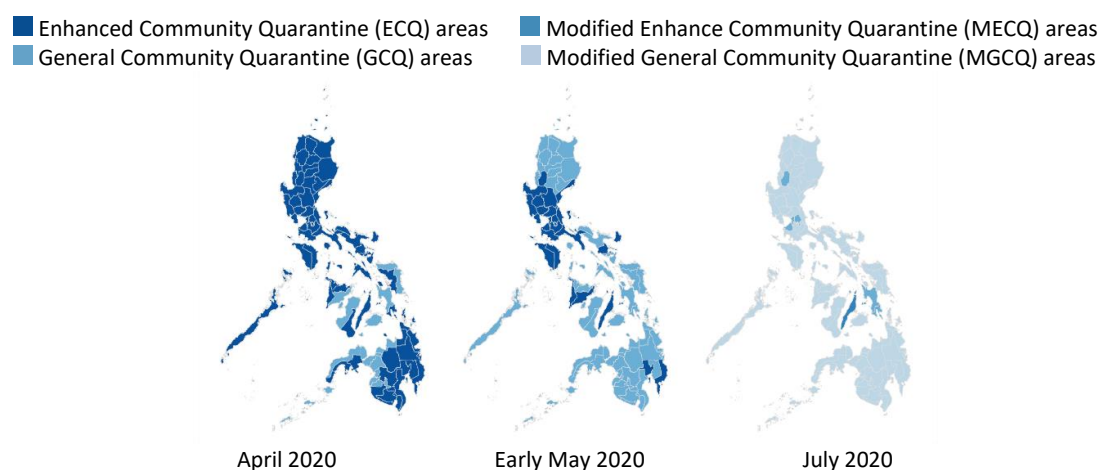 Enhanced Community Quarantine (ECQ) areas
Modified Enhance Community Quarantine (MECQ) areas
General Community Quarantine (GCQ) areas
Modified General Community Quarantine (MGCQ) areas
April 2020
Early May 2020
July 2020